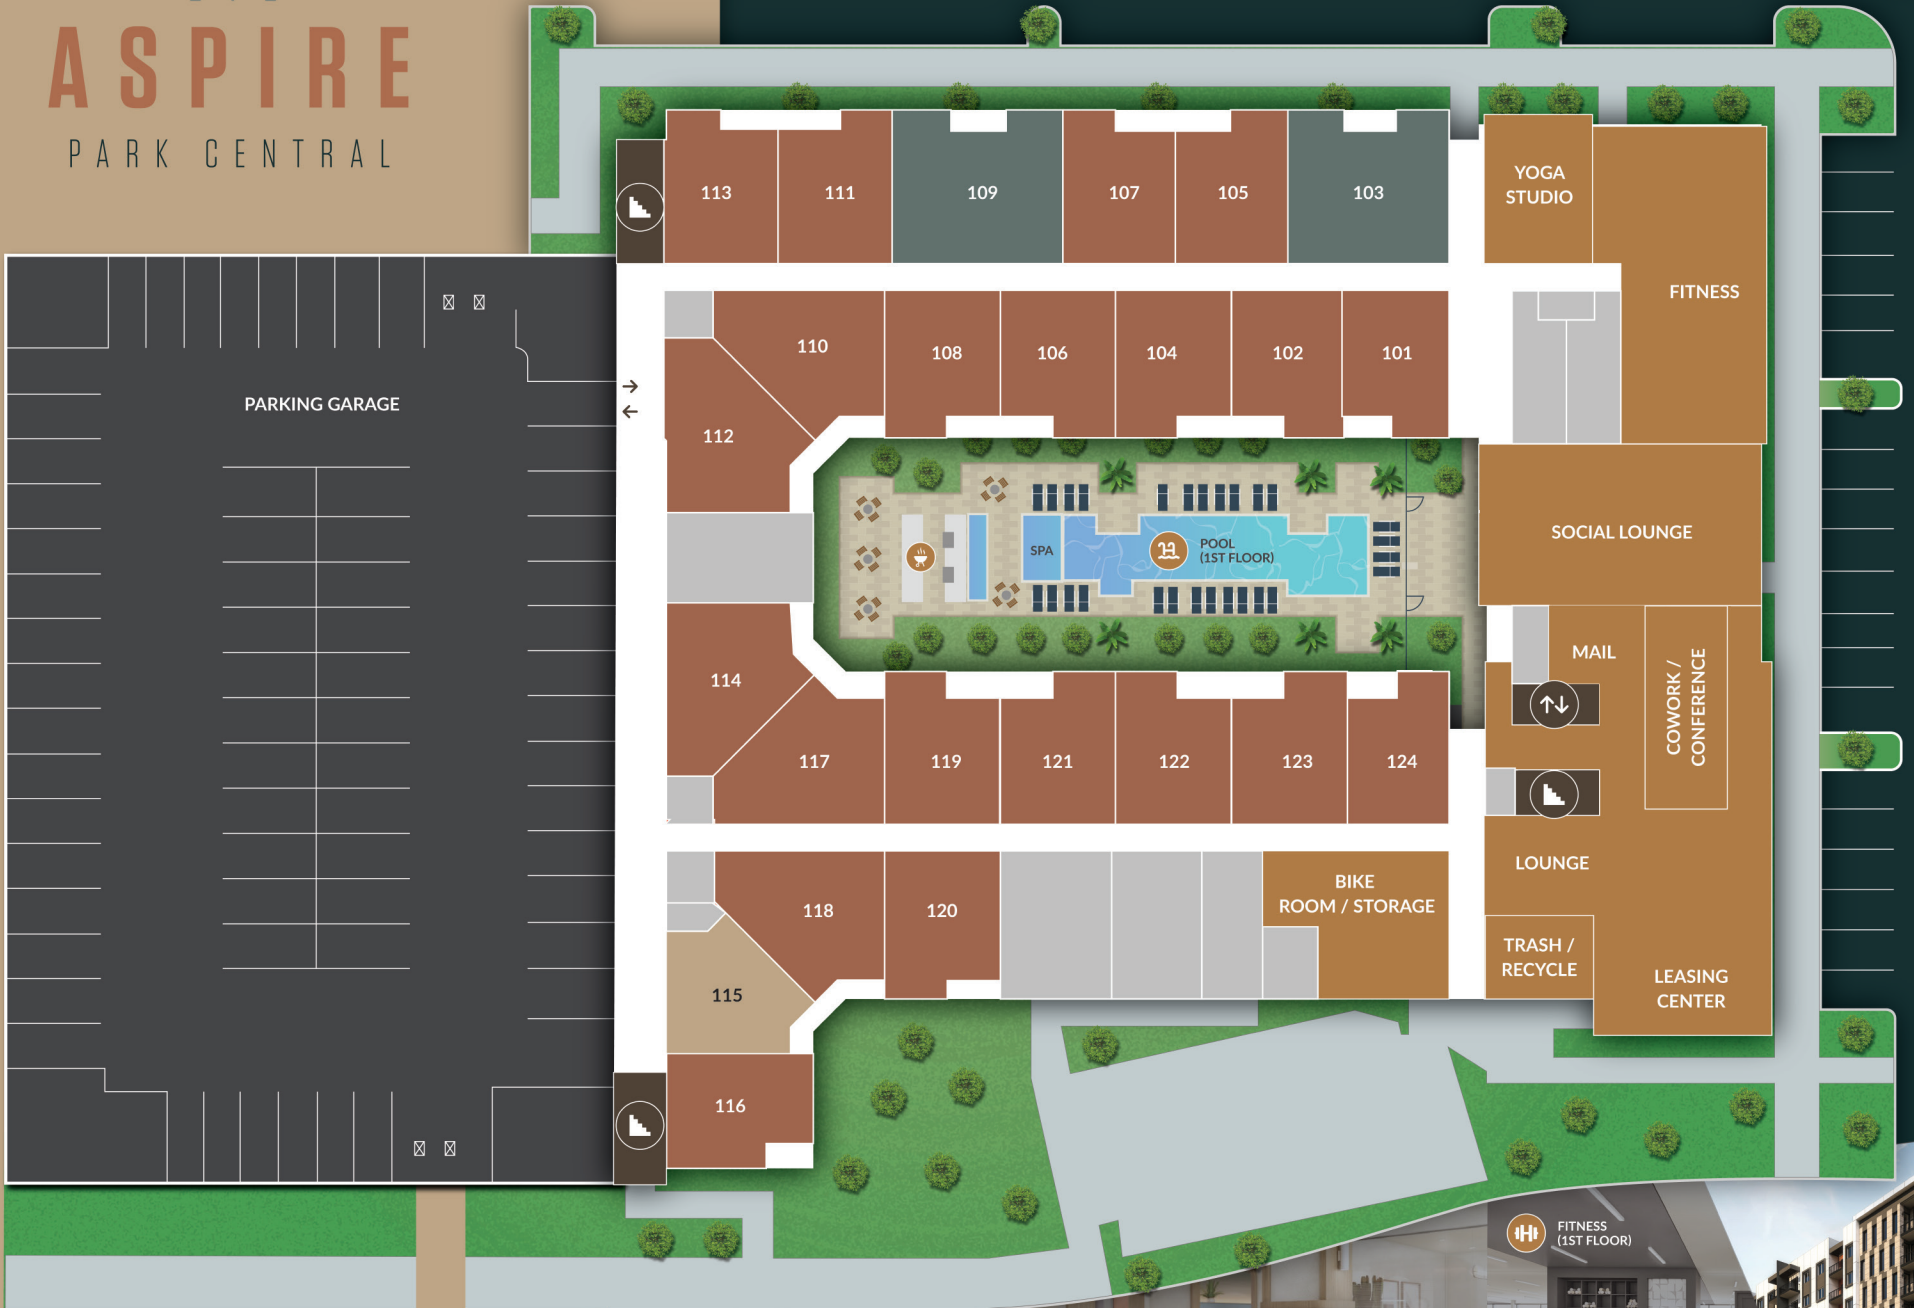 ASPIRE
PARK CENTRAL
113
111
109
107
105
103
YOGA
STUDIO
FITNESS
110
108
106
104
102
101
PARKING GARAGE
112
SOCIAL LOUNGE
SPA
POOL
(1ST FLOOR)
MAIL
COWORK /
CONFERENCE
114
117
119
121
122
123
124
LOUNGE
118
120
BIKE
ROOM / STORAGE
TRASH /
RECYCLE
LEASING
CENTER
115
116
FITNESS
(1ST FLOOR)